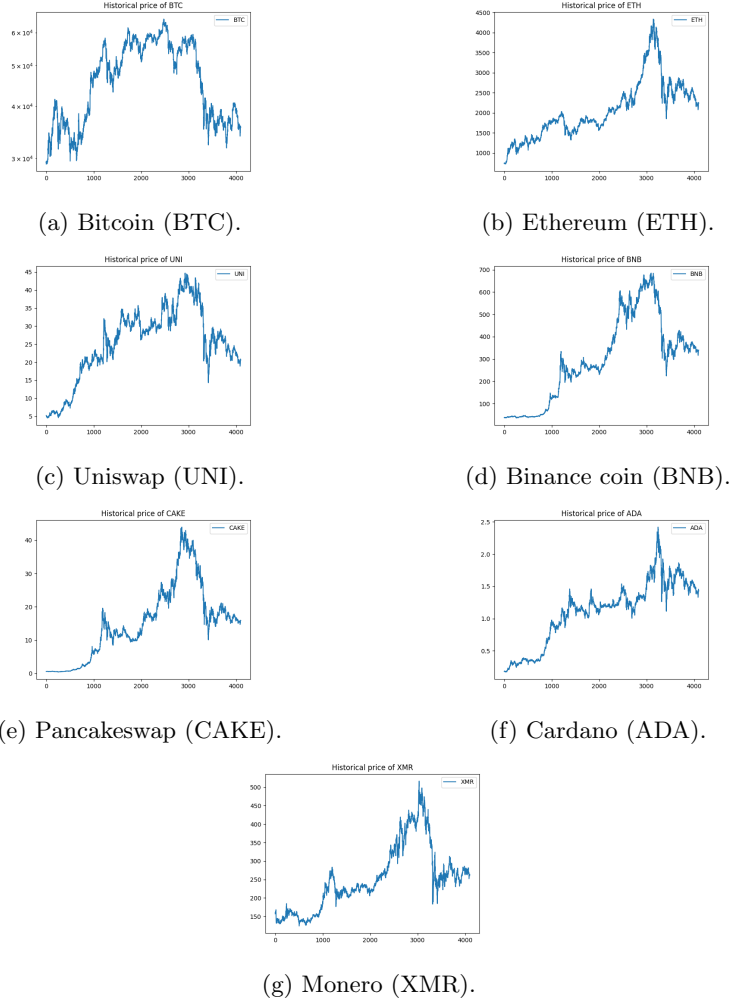 Historical price of BTC
BTC
6 × 10⁴
5 × 10⁴
4 × 10⁴
3 × 10⁴
0 1000 2000 3000 4000
(a) Bitcoin (BTC).
Historical price of ETH
ETH
4500
4000
3500
3000
2500
2000
1500
1000
0 1000 2000 3000 4000
(b) Ethereum (ETH).
Historical price of UNI
UNI
45
40
35
30
25
20
15
10
5
0 1000 2000 3000 4000
(c) Uniswap (UNI).
Historical price of BNB
BNB
700
600
500
400
300
200
100
0 1000 2000 3000 4000
(d) Binance coin (BNB).
Historical price of CAKE
CAKE
40
30
20
10
0
0 1000 2000 3000 4000
(e) Pancakeswap (CAKE).
Historical price of ADA
ADA
2.5
2.0
1.5
1.0
0.5
0 1000 2000 3000 4000
(f) Cardano (ADA).
Historical price of XMR
XMR
500
450
400
350
300
250
200
150
0 1000 2000 3000 4000
(g) Monero (XMR).